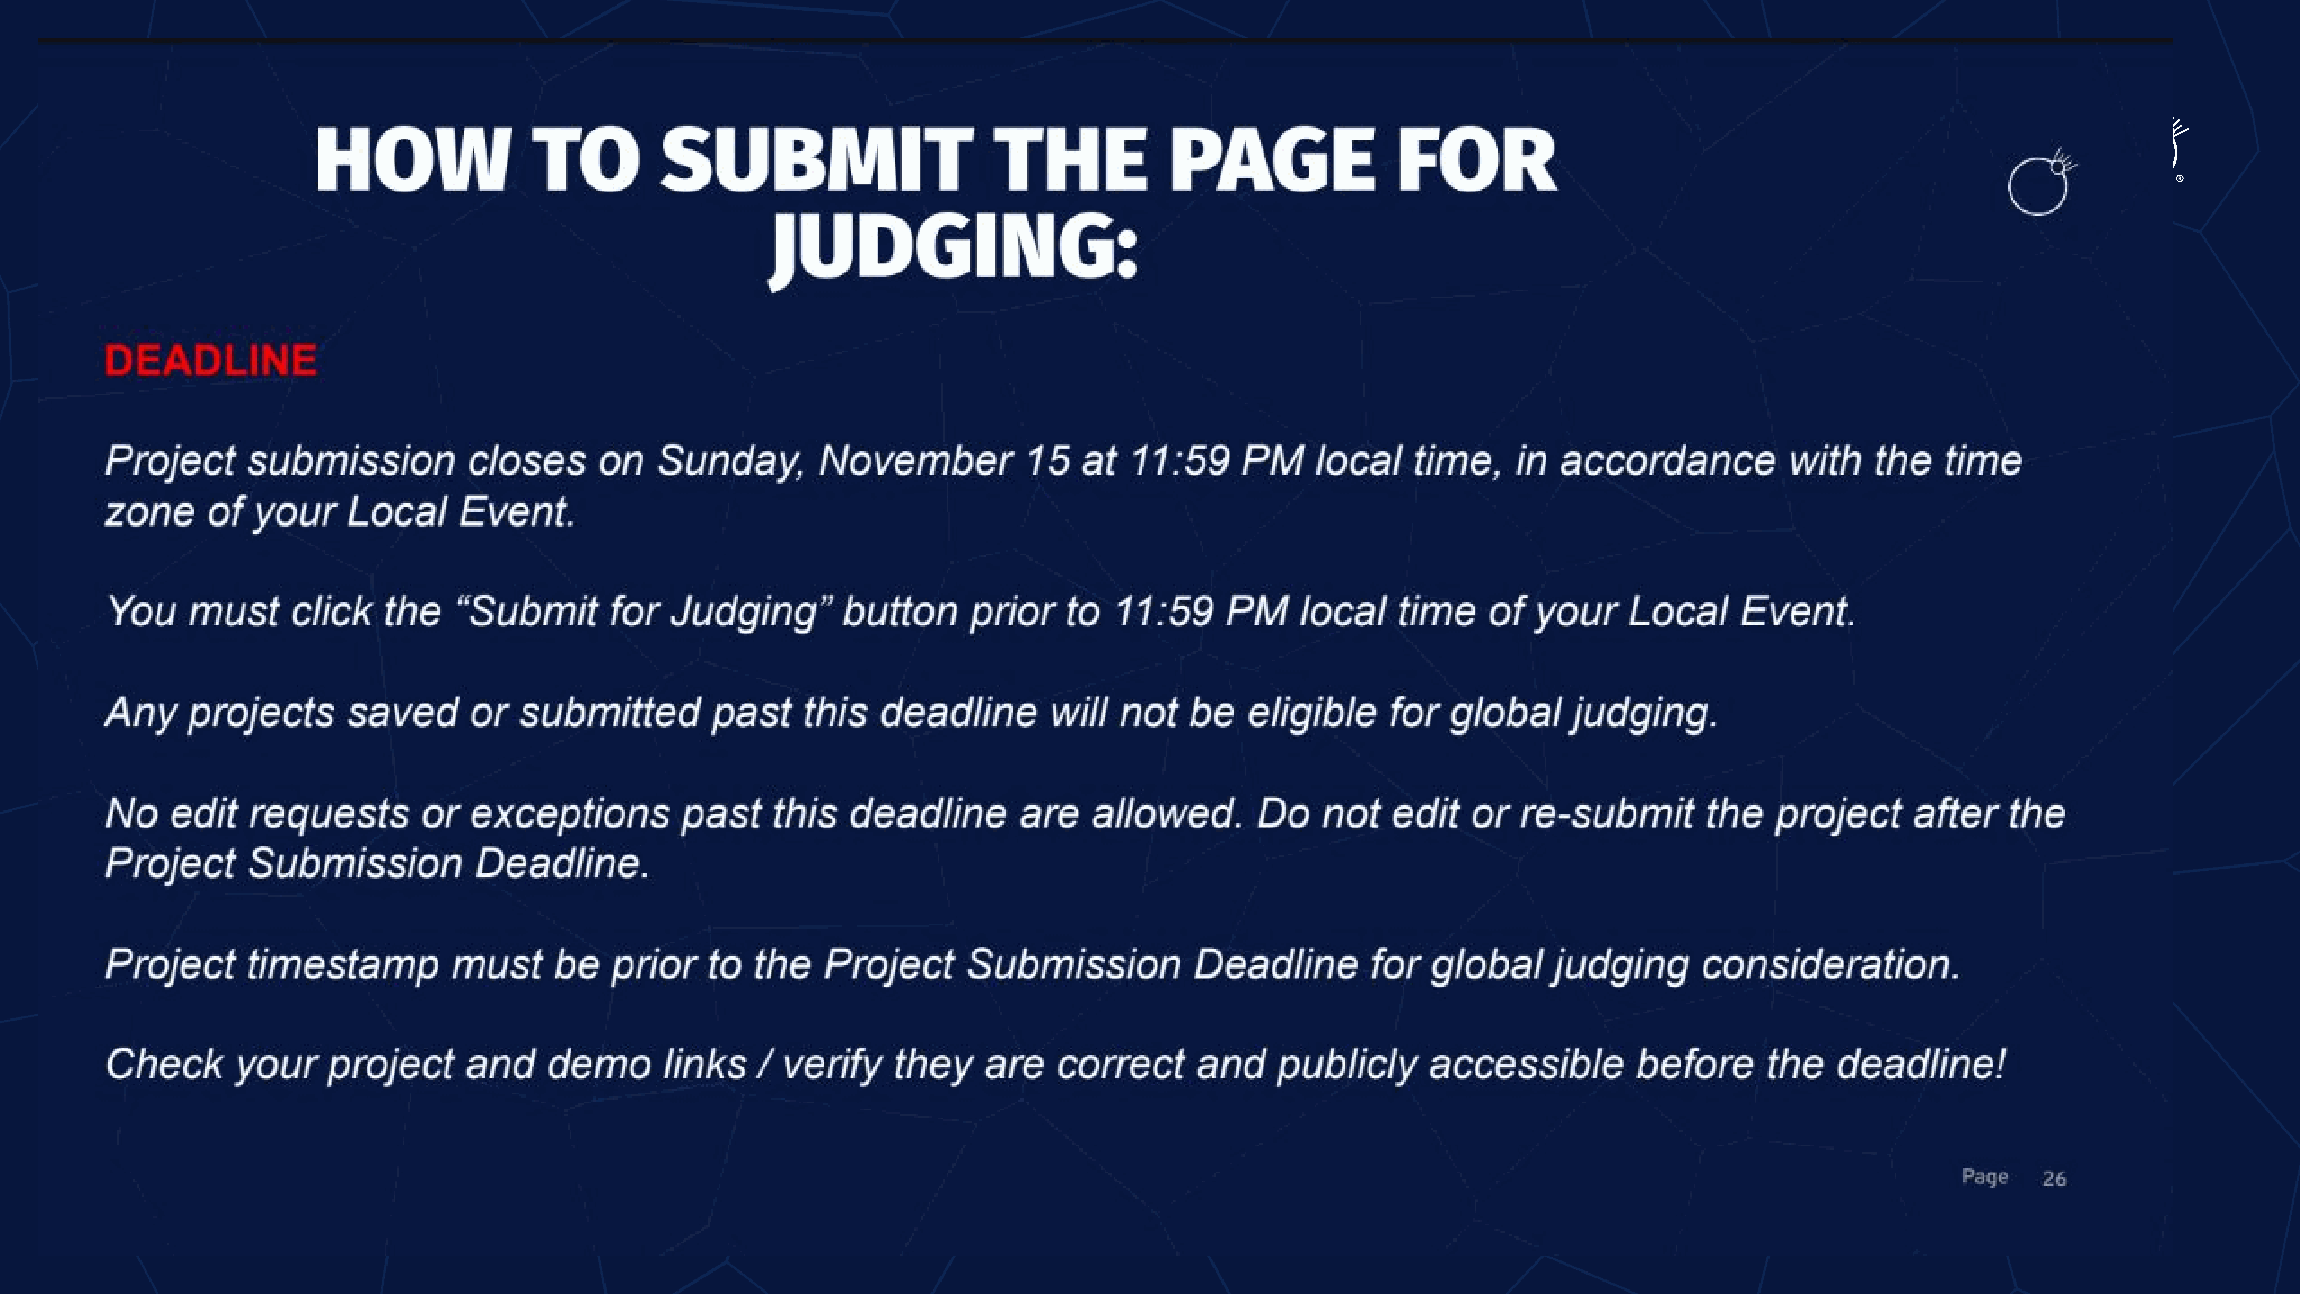 HOW TO SUBMIT THE PAGE FOR
JUDGING:
DEADLINE
Project submission closes on Sunday, November 15 at 11:59 PM local time, in accordance with the time
zone of your Local Event.
You must click the “Submit for Judging” button prior to 11:59 PM local time of your Local Event.
Any projects saved or submitted past this deadline will not be eligible for global judging.
No edit requests or exceptions past this deadline are allowed. Do not edit or re-submit the project after the
Project Submission Deadline.
Project timestamp must be prior to the Project Submission Deadline for global judging consideration.
Check your project and demo links / verify they are correct and publicly accessible before the deadline!
Page 26